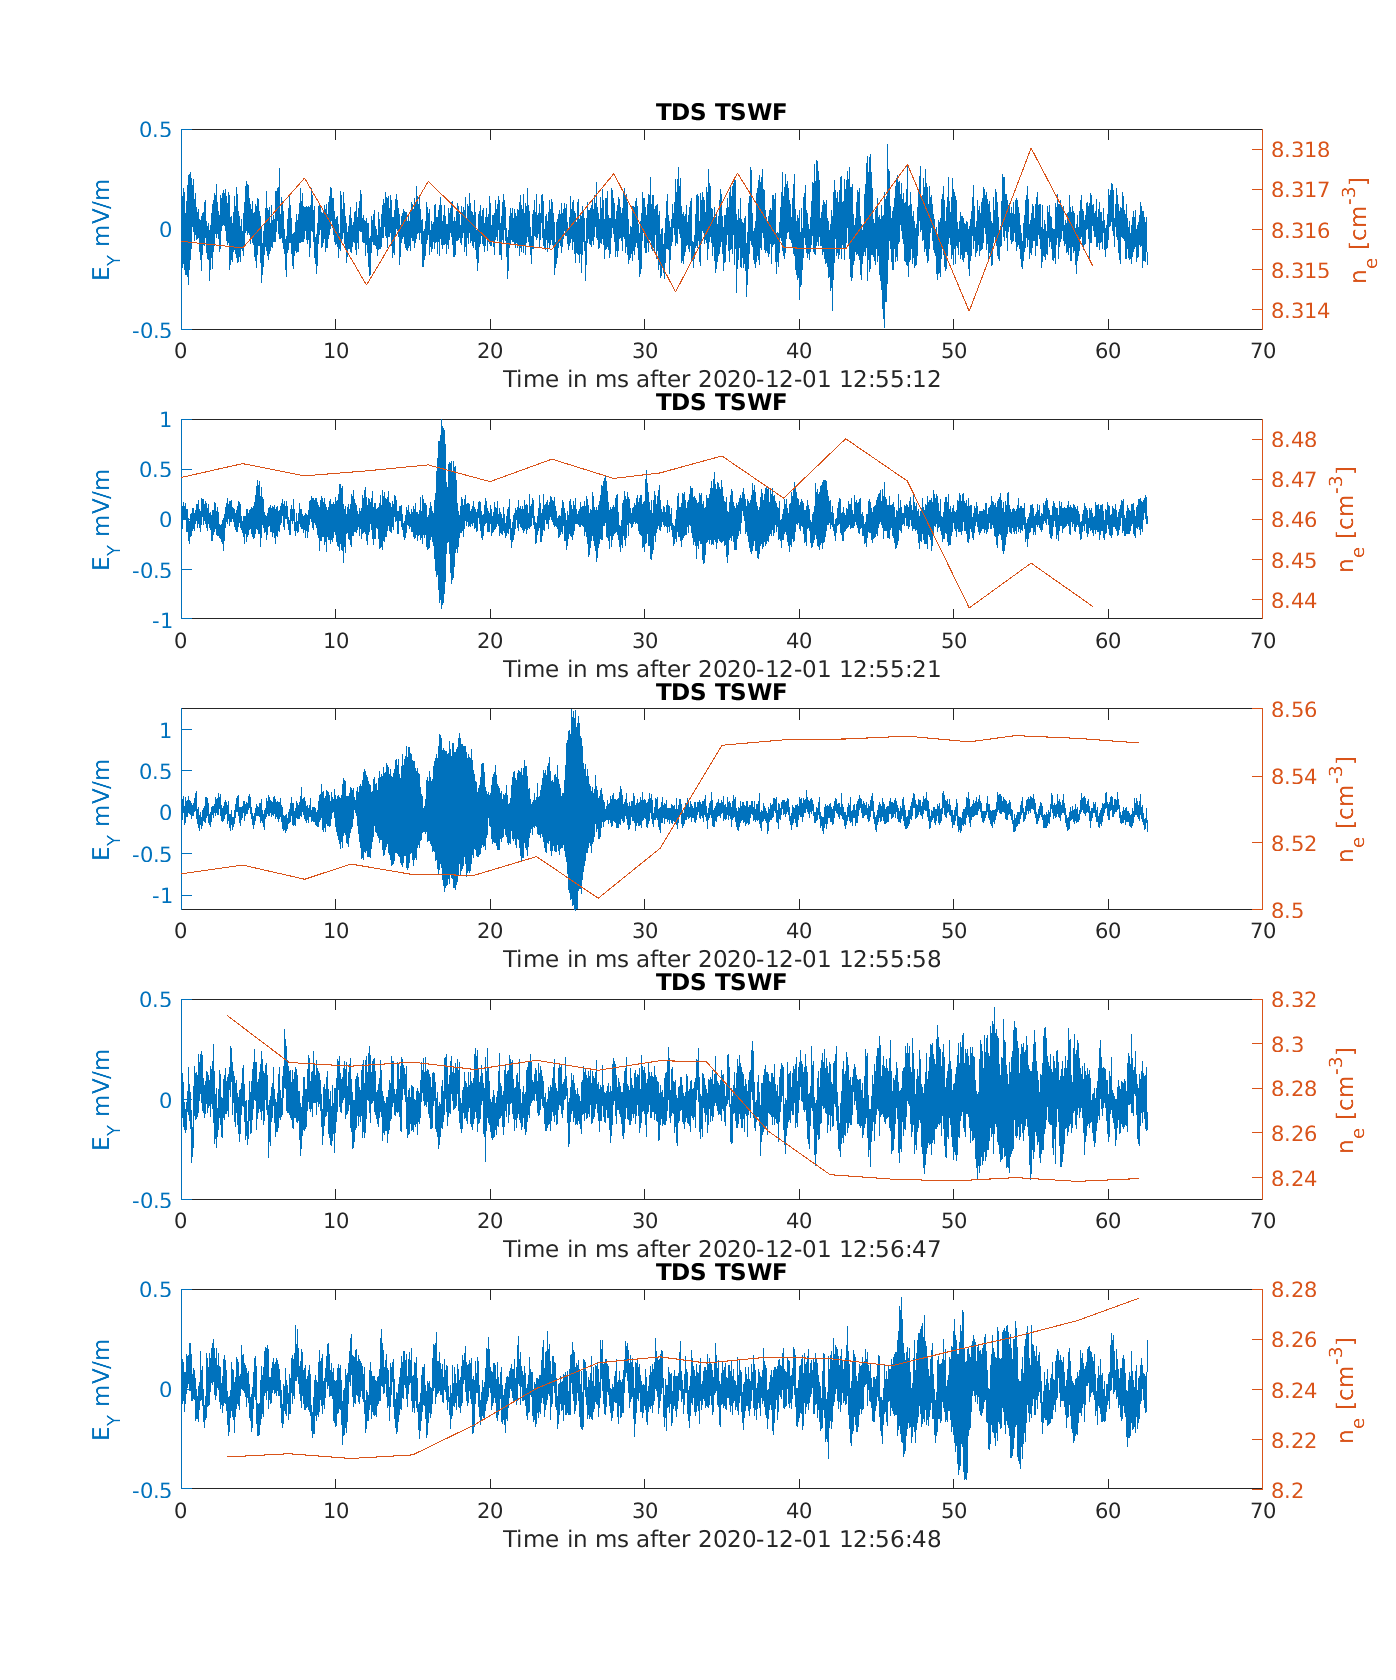 TDS TSWF
0.5
0
-0.5
E_Y mV/m
8.318
8.317
8.316
8.315
8.314
n_e [cm^-3]
0 10 20 30 40 50 60 70
Time in ms after 2020-12-01 12:55:12
TDS TSWF
1
0.5
0
-0.5
-1
E_Y mV/m
8.48
8.47
8.46
8.45
8.44
n_e [cm^-3]
0 10 20 30 40 50 60 70
Time in ms after 2020-12-01 12:55:21
TDS TSWF
1
0.5
0
-0.5
-1
E_Y mV/m
8.56
8.54
8.52
8.5
n_e [cm^-3]
0 10 20 30 40 50 60 70
Time in ms after 2020-12-01 12:55:58
TDS TSWF
0.5
0
-0.5
E_Y mV/m
8.32
8.3
8.28
8.26
8.24
n_e [cm^-3]
0 10 20 30 40 50 60 70
Time in ms after 2020-12-01 12:56:47
TDS TSWF
0.5
0
-0.5
E_Y mV/m
8.28
8.26
8.24
8.22
8.2
n_e [cm^-3]
0 10 20 30 40 50 60 70
Time in ms after 2020-12-01 12:56:48